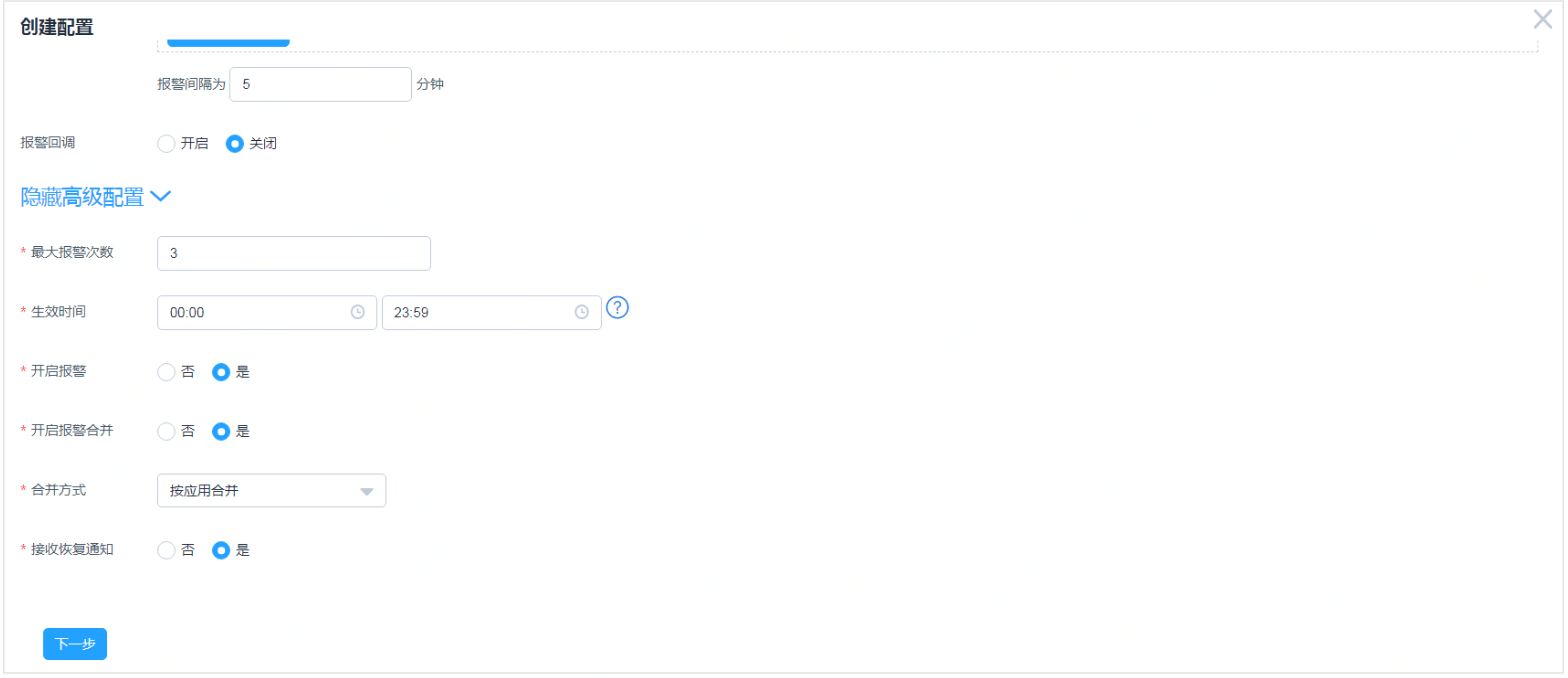 创建配置
报警间隔为 5 分钟
报警回调 开启 关闭
隐藏高级配置
* 最大报警次数 3
* 生效时间 00:00 23:59 ?
* 开启报警 否 是
* 开启报警合并 否 是
* 合并方式 按应用合并
* 接收恢复通知 否 是
下一步